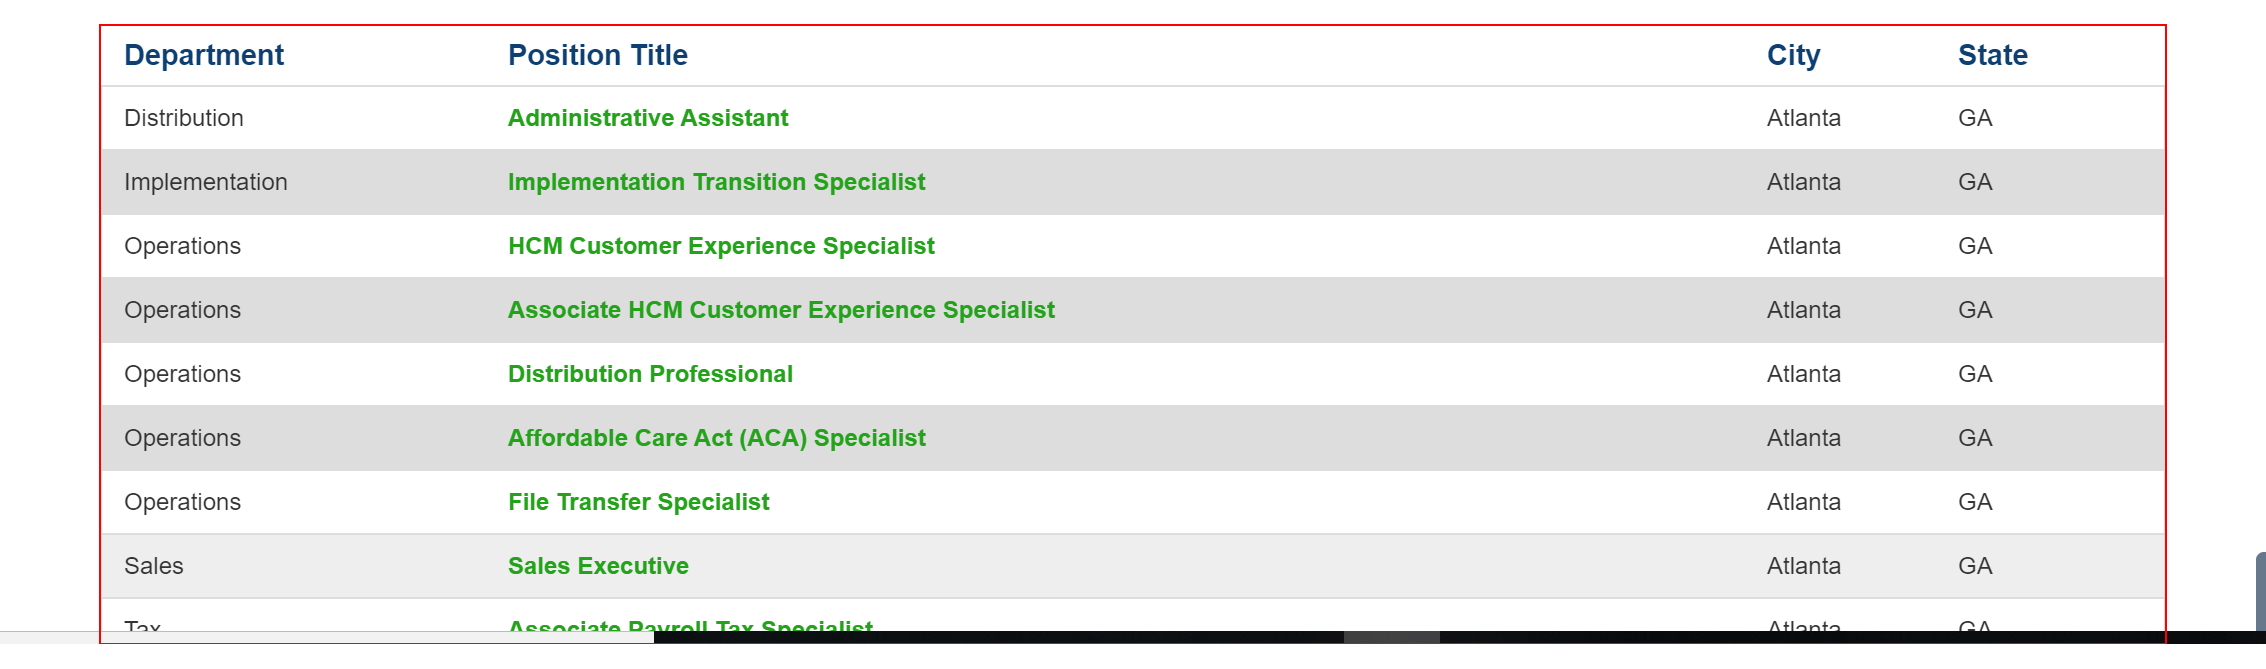 Department Position Title City State
Distribution Administrative Assistant Atlanta GA
Implementation Implementation Transition Specialist Atlanta GA
Operations HCM Customer Experience Specialist Atlanta GA
Operations Associate HCM Customer Experience Specialist Atlanta GA
Operations Distribution Professional Atlanta GA
Operations Affordable Care Act (ACA) Specialist Atlanta GA
Operations File Transfer Specialist Atlanta GA
Sales Sales Executive Atlanta GA
Tax Associate Payroll Tax Specialist Atlanta GA